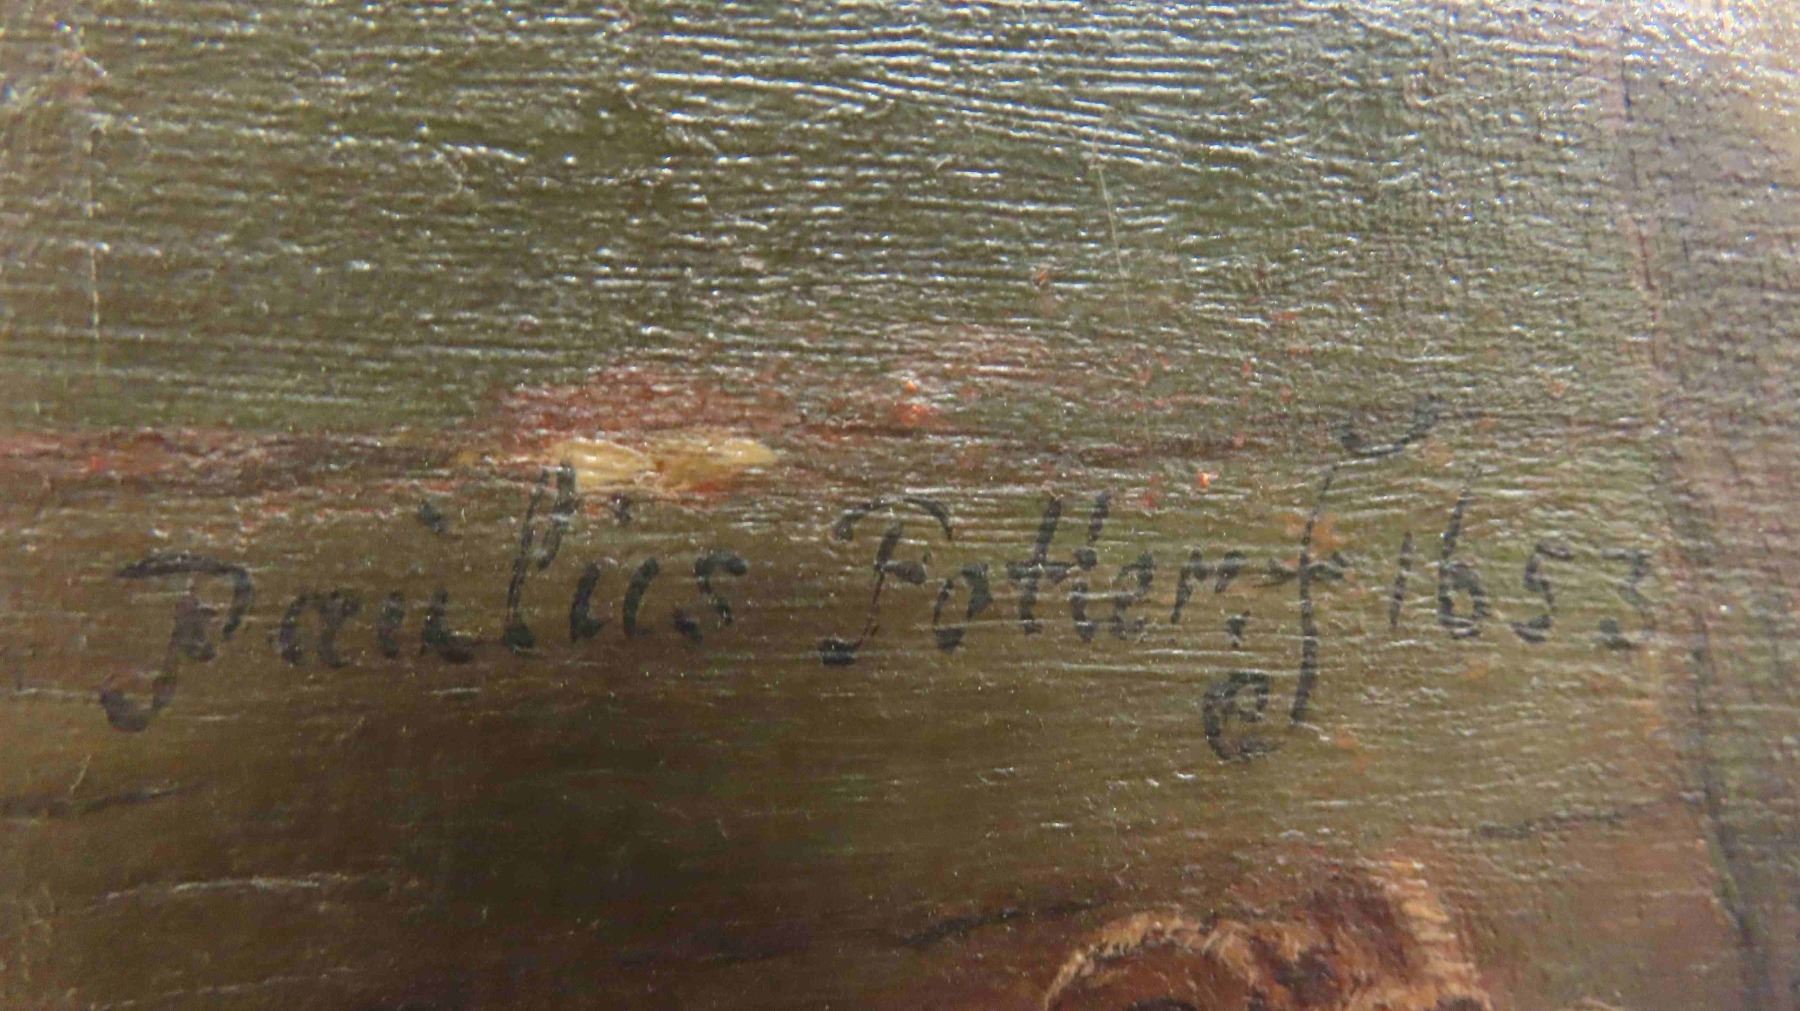 Paulus Potter. f 1653